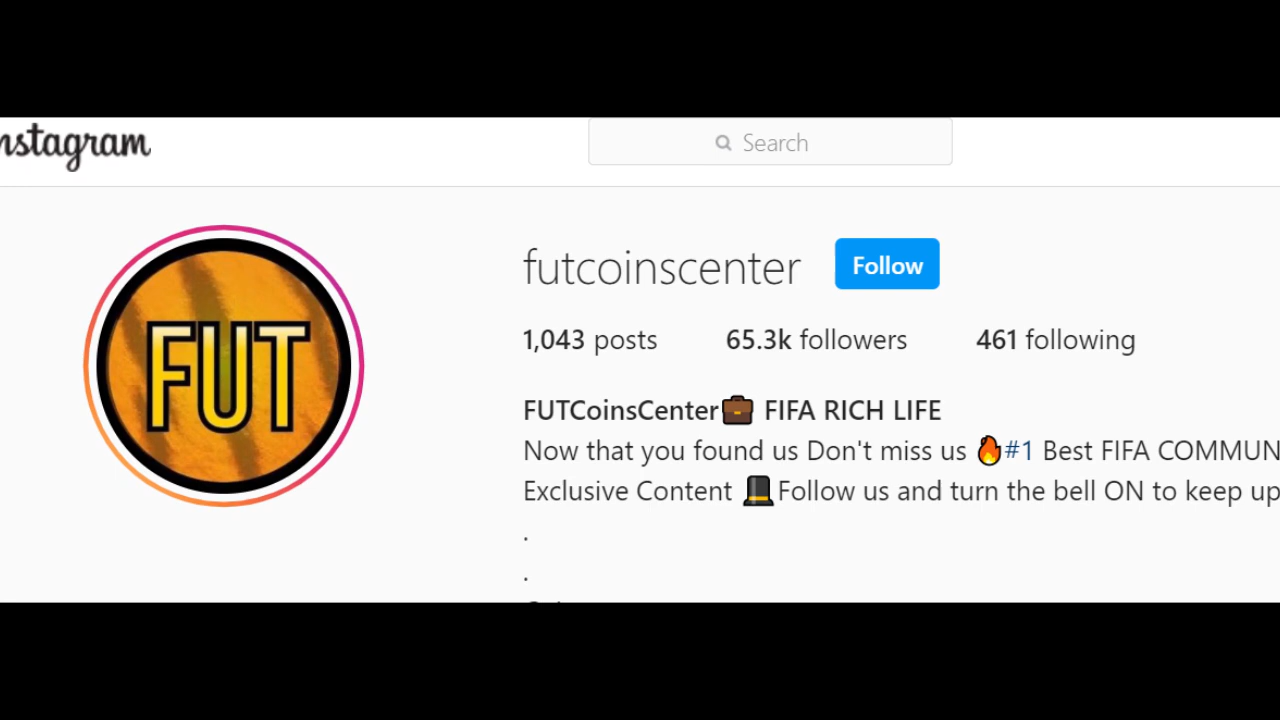 nstagram
Search
FUT
futcoinscenter Follow
1,043 posts 65.3k followers 461 following
FUTCoinsCenter💼 FIFA RICH LIFE
Now that you found us Don't miss us 🔥#1 Best FIFA COMMUN
Exclusive Content 🎩Follow us and turn the bell ON to keep up
.
.